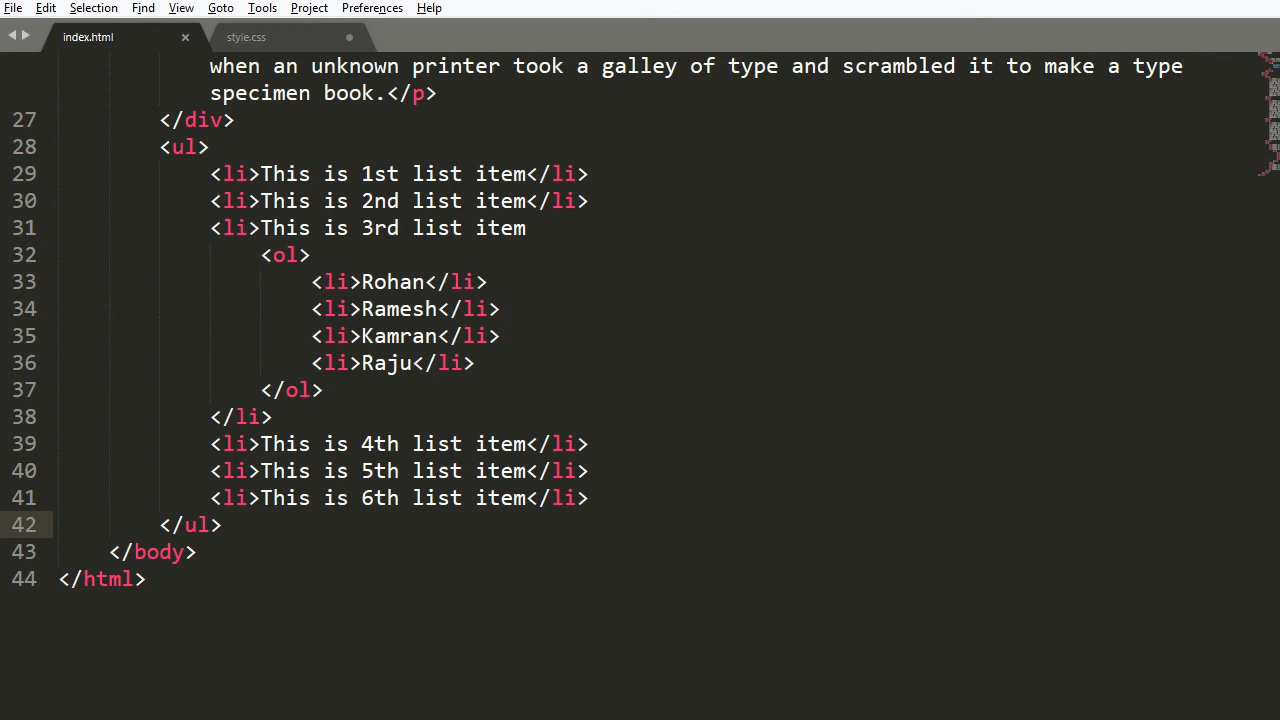 File Edit Selection Find View Goto Tools Project Preferences Help
index.html × style.css
when an unknown printer took a galley of type and scrambled it to make a type
specimen book.</p>
27 </div>
28 <ul>
29 <li>This is 1st list item</li>
30 <li>This is 2nd list item</li>
31 <li>This is 3rd list item
32 <ol>
33 <li>Rohan</li>
34 <li>Ramesh</li>
35 <li>Kamran</li>
36 <li>Raju</li>
37 </ol>
38 </li>
39 <li>This is 4th list item</li>
40 <li>This is 5th list item</li>
41 <li>This is 6th list item</li>
42 </ul>
43 </body>
44 </html>